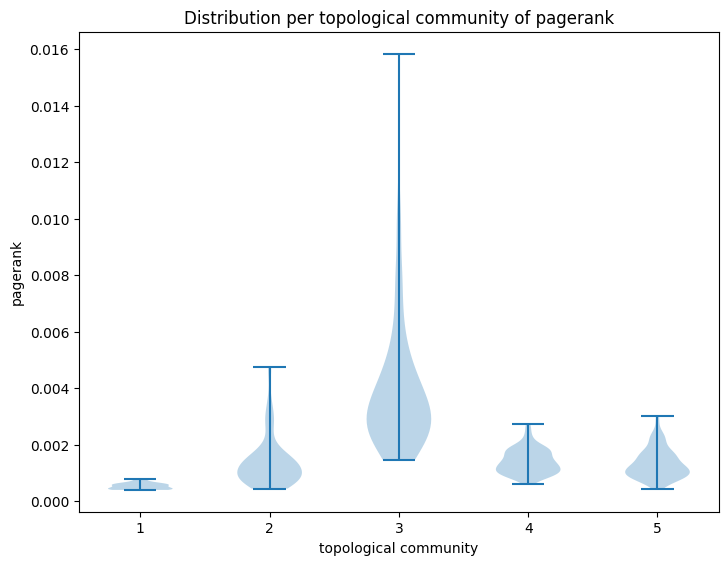 Distribution per topological community of pagerank
0.016
0.014
0.012
0.010
0.008
0.006
0.004
0.002
0.000
pagerank
1 2 3 4 5
topological community